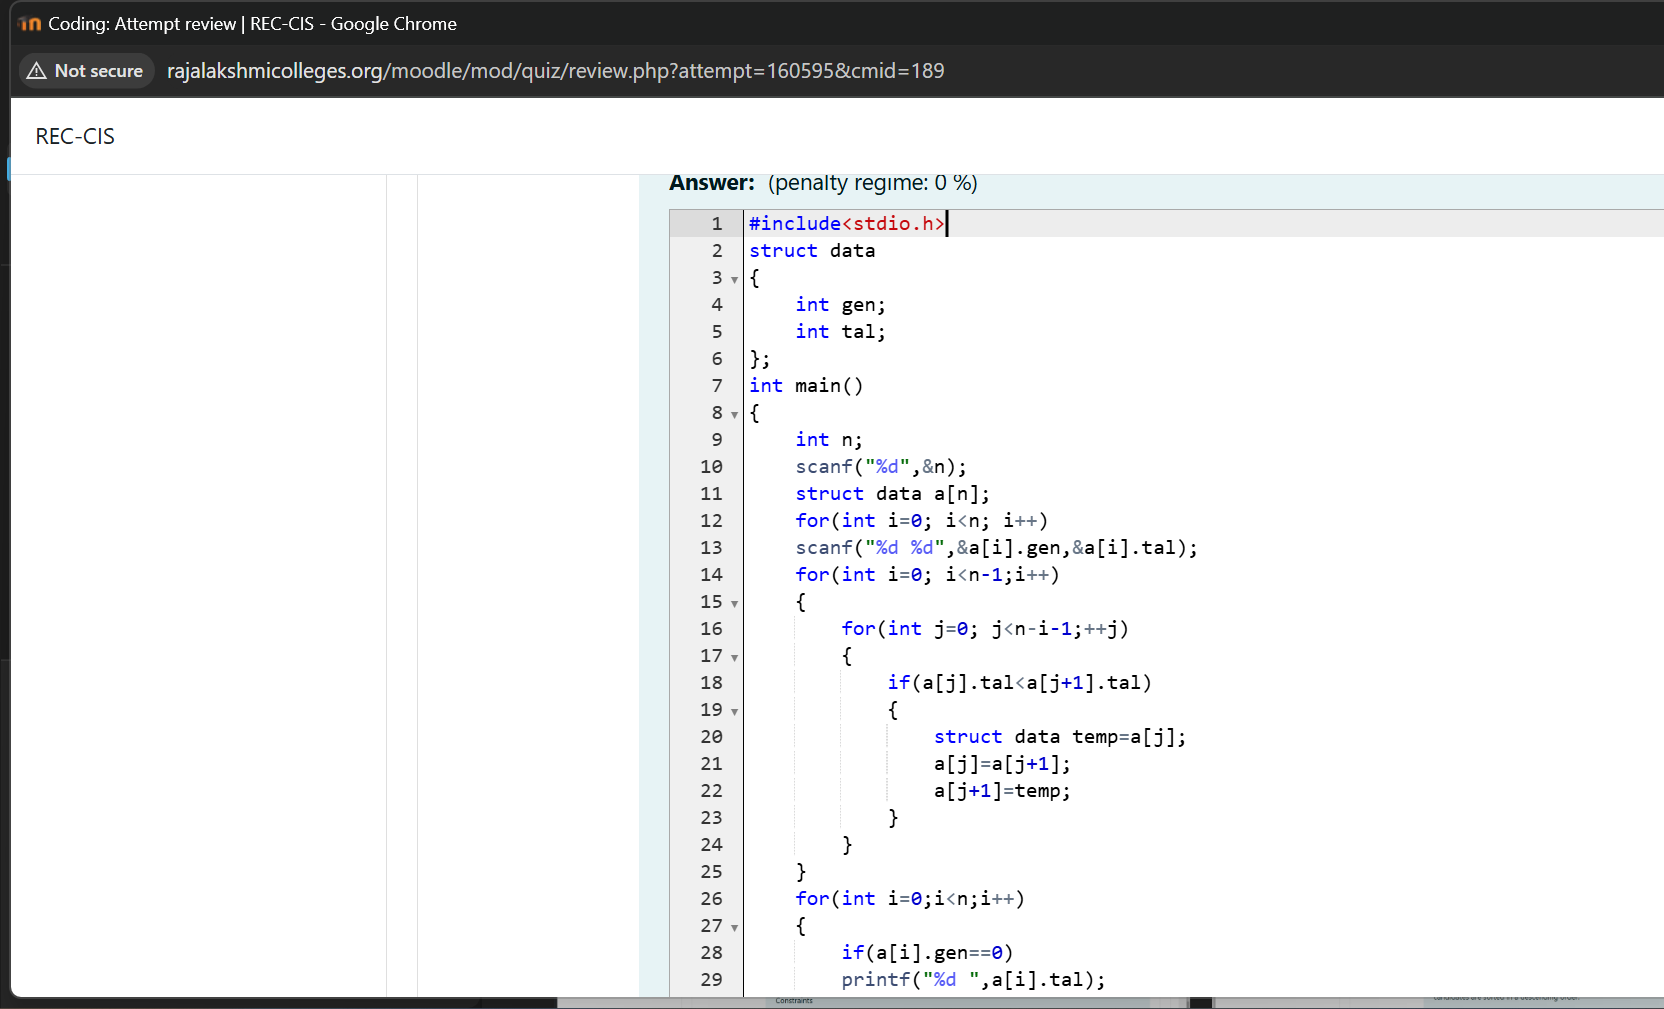 Coding: Attempt review | REC-CIS - Google Chrome
Not secure rajalakshmicolleges.org/moodle/mod/quiz/review.php?attempt=160595&cmid=189
REC-CIS
Answer: (penalty regime: 0 %)
1 #include<stdio.h>
2 struct data
3 {
4 int gen;
5 int tal;
6 };
7 int main()
8 {
9 int n;
10 scanf("%d",&n);
11 struct data a[n];
12 for(int i=0; i<n; i++)
13 scanf("%d %d",&a[i].gen,&a[i].tal);
14 for(int i=0; i<n-1;i++)
15 {
16 for(int j=0; j<n-i-1;++j)
17 {
18 if(a[j].tal<a[j+1].tal)
19 {
20 struct data temp=a[j];
21 a[j]=a[j+1];
22 a[j+1]=temp;
23 }
24 }
25 }
26 for(int i=0;i<n;i++)
27 {
28 if(a[i].gen==0)
29 printf("%d ",a[i].tal);
Constraints